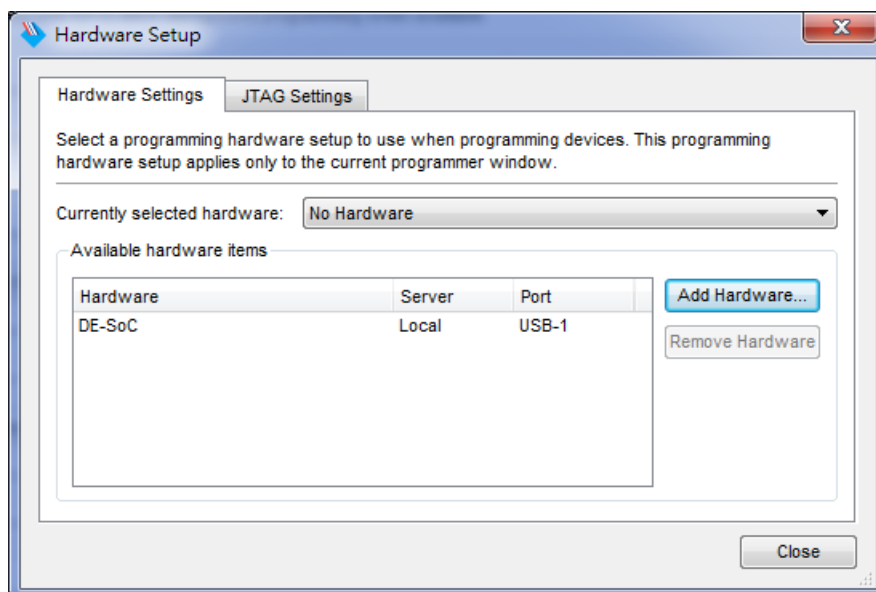 Hardware Setup
Hardware Settings
JTAG Settings
Select a programming hardware setup to use when programming devices. This programming
hardware setup applies only to the current programmer window.
Currently selected hardware:
No Hardware
Available hardware items
Hardware Server Port
DE-SoC Local USB-1
Add Hardware...
Remove Hardware
Close